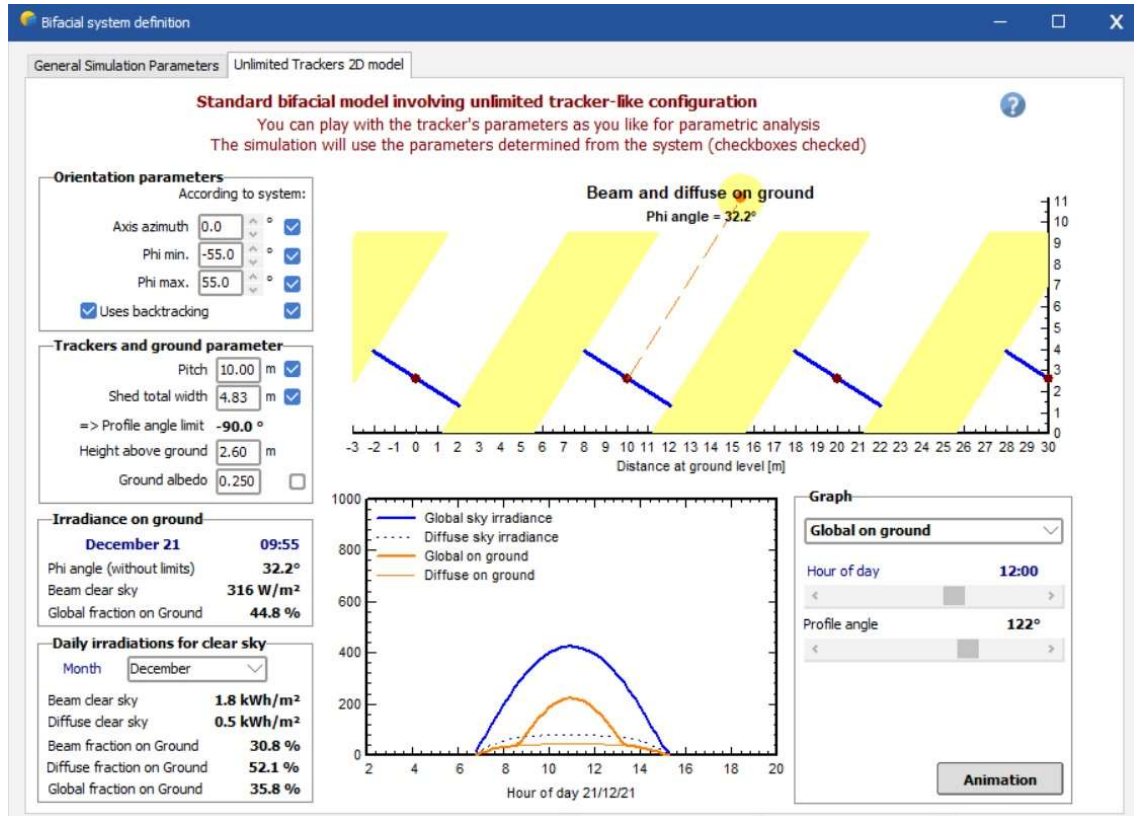 Bifacial system definition
General Simulation Parameters
Unlimited Trackers 2D model
Standard bifacial model involving unlimited tracker-like configuration
You can play with the tracker's parameters as you like for parametric analysis
The simulation will use the parameters determined from the system (checkboxes checked)
?
Orientation parameters
According to system:
Axis azimuth 0.0 °
Phi min. -55.0 °
Phi max. 55.0 °
Uses backtracking
Trackers and ground parameter
Pitch 10.00 m
Shed total width 4.83 m
=> Profile angle limit -90.0 °
Height above ground 2.60 m
Ground albedo 0.250
Irradiance on ground
December 21 09:55
Phi angle (without limits) 32.2°
Beam clear sky 316 W/m²
Global fraction on Ground 44.8 %
Daily irradiations for clear sky
Month December
Beam clear sky 1.8 kWh/m²
Diffuse clear sky 0.5 kWh/m²
Beam fraction on Ground 30.8 %
Diffuse fraction on Ground 52.1 %
Global fraction on Ground 35.8 %
Beam and diffuse on ground
Phi angle = 32.2°
11
10
9
8
7
6
5
4
3
2
1
0
-3 -2 -1 0 1 2 3 4 5 6 7 8 9 10 11 12 13 14 15 16 17 18 19 20 21 22 23 24 25 26 27 28 29 30
Distance at ground level [m]
1000
800
600
400
200
0
Global sky irradiance
Diffuse sky irradiance
Global on ground
Diffuse on ground
2 4 6 8 10 12 14 16 18 20
Hour of day 21/12/21
Graph
Global on ground
Hour of day 12:00
Profile angle 122°
Animation